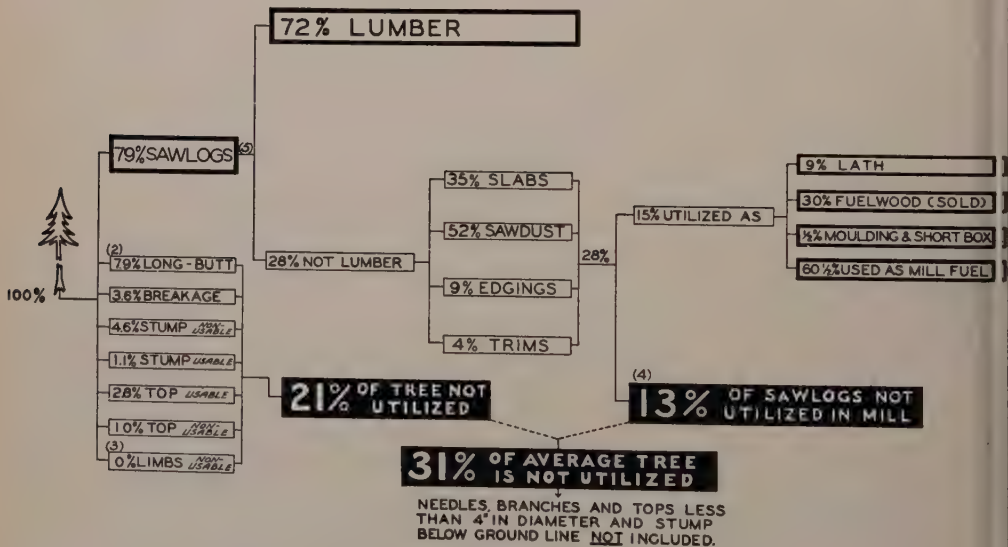 72% LUMBER
79% SAWLOGS
(5)
100%
(2)
7.9% LONG-BUTT
3.6% BREAKAGE
4.6% STUMP NON-USABLE
1.1% STUMP USABLE
2.8% TOP USABLE
1.0% TOP NON-USABLE
(3)
0% LIMBS NON-USABLE
28% NOT LUMBER
35% SLABS
52% SAWDUST
9% EDGINGS
4% TRIMS
28%
15% UTILIZED AS
9% LATH
30% FUELWOOD (SOLD)
½% MOULDING & SHORT BOX
60½% USED AS MILL FUEL
21% OF TREE NOT
UTILIZED
(4)
13% OF SAWLOGS NOT
UTILIZED IN MILL
31% OF AVERAGE TREE
IS NOT UTILIZED
NEEDLES, BRANCHES AND TOPS LESS
THAN 4" IN DIAMETER AND STUMP
BELOW GROUND LINE NOT INCLUDED.